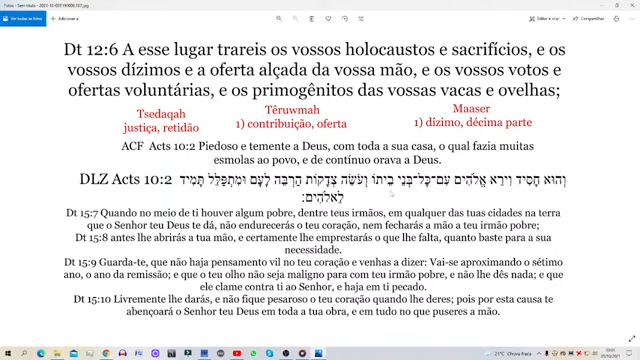 Fotos - Sem título - 2021-10-03T193006.107.jpg
Ver todas as fotos
Adicionar a
Editar e criar
Compartilhar
Dt 12:6 A esse lugar trareis os vossos holocaustos e sacrifícios, e os
vossos dízimos e a oferta alçada da vossa mão, e os vossos votos e
ofertas voluntárias, e os primogênitos das vossas vacas e ovelhas;
Tsedaqah
justiça, retidão
Têruwmah
1) contribuição, oferta
Maaser
1) dízimo, décima parte
ACF Acts 10:2 Piedoso e temente a Deus, com toda a sua casa, o qual fazia muitas
esmolas ao povo, e de contínuo orava a Deus.
DLZ Acts 10:2 וְהוּא חָסִיד וִירֵא אֱלֹהִים עִם־כָּל־בְּנֵי בֵיתוֹ וְעֹשֶׂה צְדָקוֹת הַרְבֵּה לָעָם וּמִתְפַּלֵּל תָּמִיד
לֵאלֹהִים׃
Dt 15:7 Quando no meio de ti houver algum pobre, dentre teus irmãos, em qualquer das tuas cidades na terra
que o Senhor teu Deus te dá, não endurecerás o teu coração, nem fecharás a mão a teu irmão pobre;
Dt 15:8 antes lhe abrirás a tua mão, e certamente lhe emprestarás o que lhe falta, quanto baste para a sua
necessidade.
Dt 15:9 Guarda-te, que não haja pensamento vil no teu coração e venhas a dizer: Vai-se aproximando o sétimo
ano, o ano da remissão; e que o teu olho não seja maligno para com teu irmão pobre, e não lhe dês nada; e que
ele clame contra ti ao Senhor, e haja em ti pecado.
Dt 15:10 Livremente lhe darás, e não fique pesaroso o teu coração quando lhe deres; pois por esta causa te
abençoará o Senhor teu Deus em toda a tua obra, e em tudo no que puseres a mão.
21°C Chuva fraca